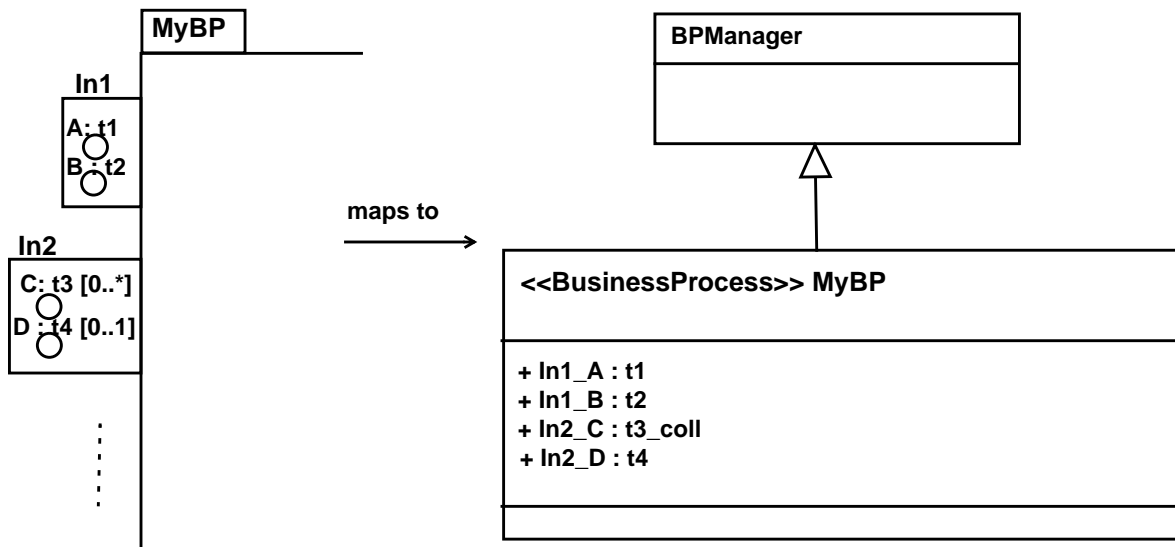 MyBP
In1
A: t1
B : t2
In2
C: t3 [0..*]
D : t4 [0..1]
maps to
BPManager
<<BusinessProcess>> MyBP
+ In1_A : t1
+ In1_B : t2
+ In2_C : t3_coll
+ In2_D : t4